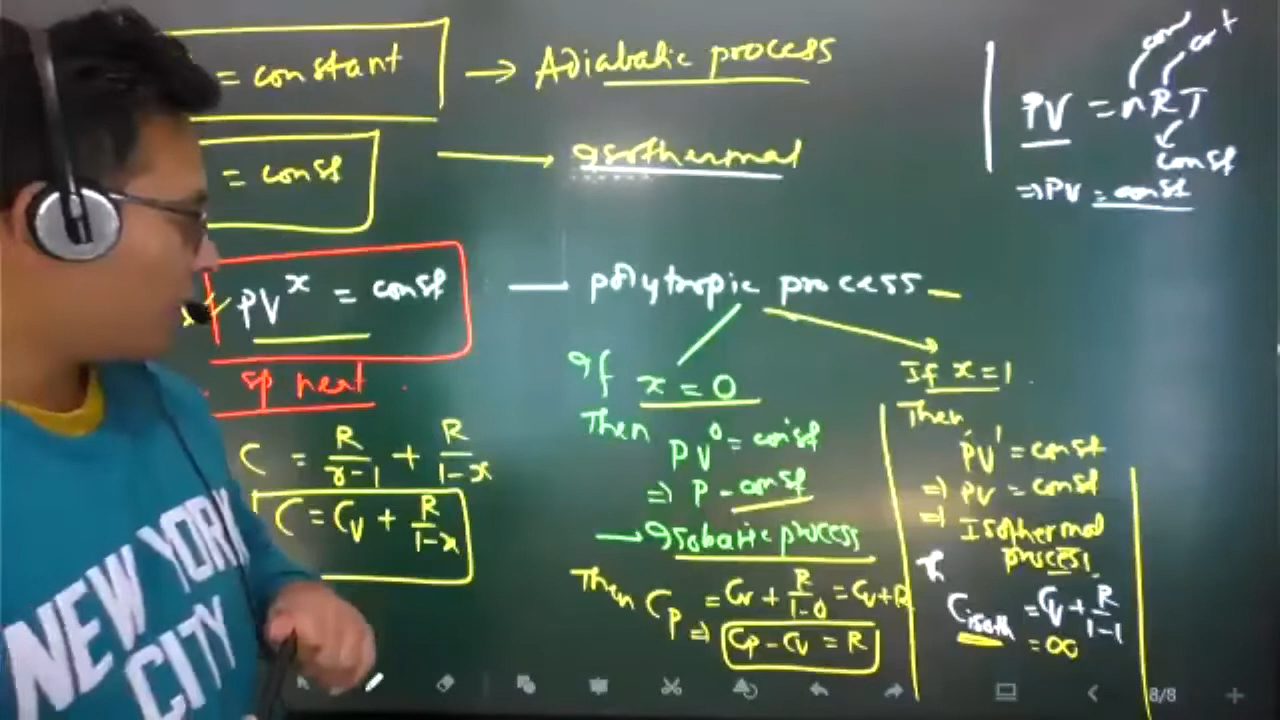 = constant → Adiabatic process
= const → Isothermal
PV = nRT
const
⇒ PV = const
PV^x = const — polytropic process
sp heat
C = R/γ-1 + R/1-x
C = Cv + R/1-x
If x = 0
Then PV^0 = const
⇒ P - const
→ Isobaric process
Then Cp = Cv + R/1-0 = Cv + R
⇒ Cp - Cv = R
If x = 1.
Then,
PV^1 = const
⇒ PV = const
⇒ Isothermal
process.
C isoth = Cv + R/1-1
= ∞
8/8
NEW YORK
CITY